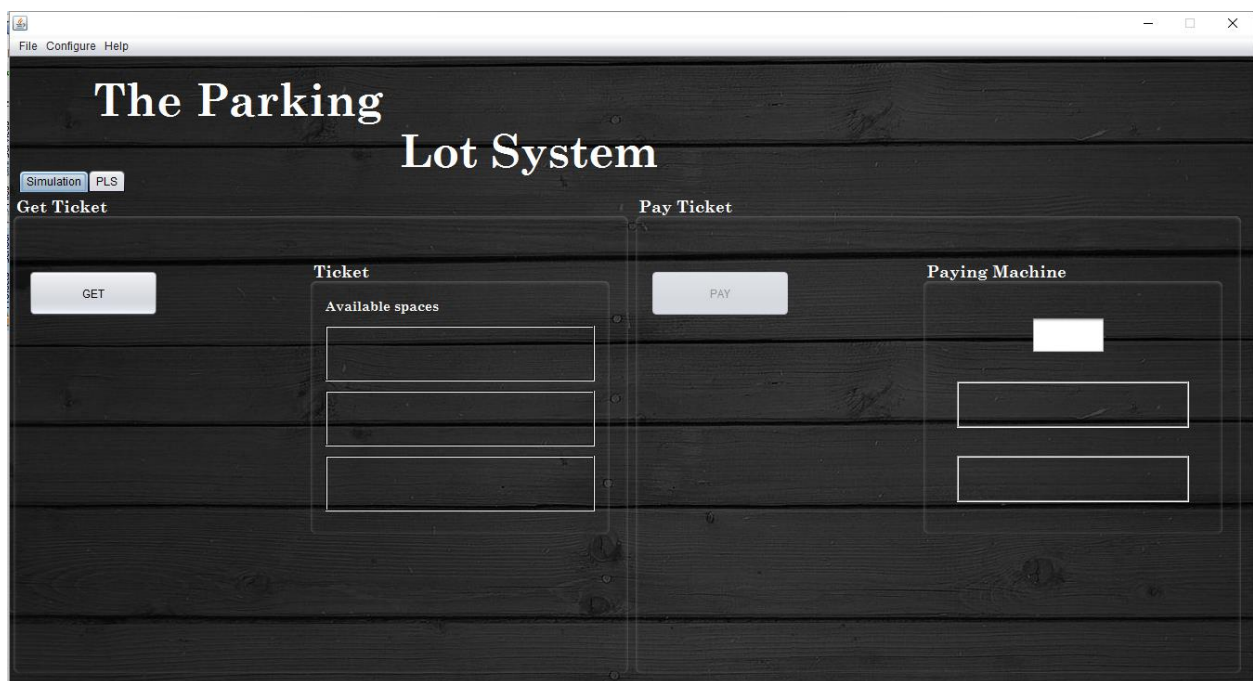 File Configure Help
The Parking
Lot System
Simulation PLS
Get Ticket
Pay Ticket
GET
Ticket
Available spaces
PAY
Paying Machine